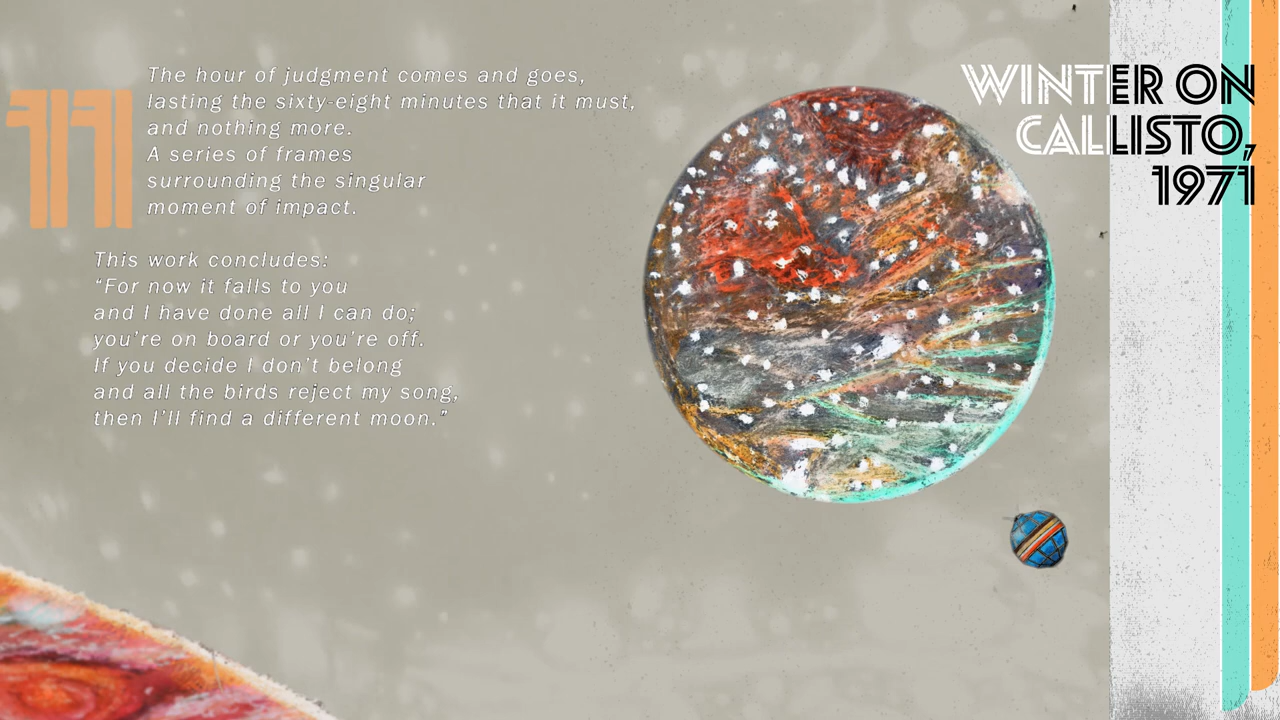 WINTER ON
CALLISTO,
1971
11
The hour of judgment comes and goes,
lasting the sixty-eight minutes that it must,
and nothing more.
A series of frames
surrounding the singular
moment of impact.
This work concludes:
“For now it falls to you
and I have done all I can do;
you’re on board or you’re off.
If you decide I don’t belong
and all the birds reject my song,
then I’ll find a different moon.”